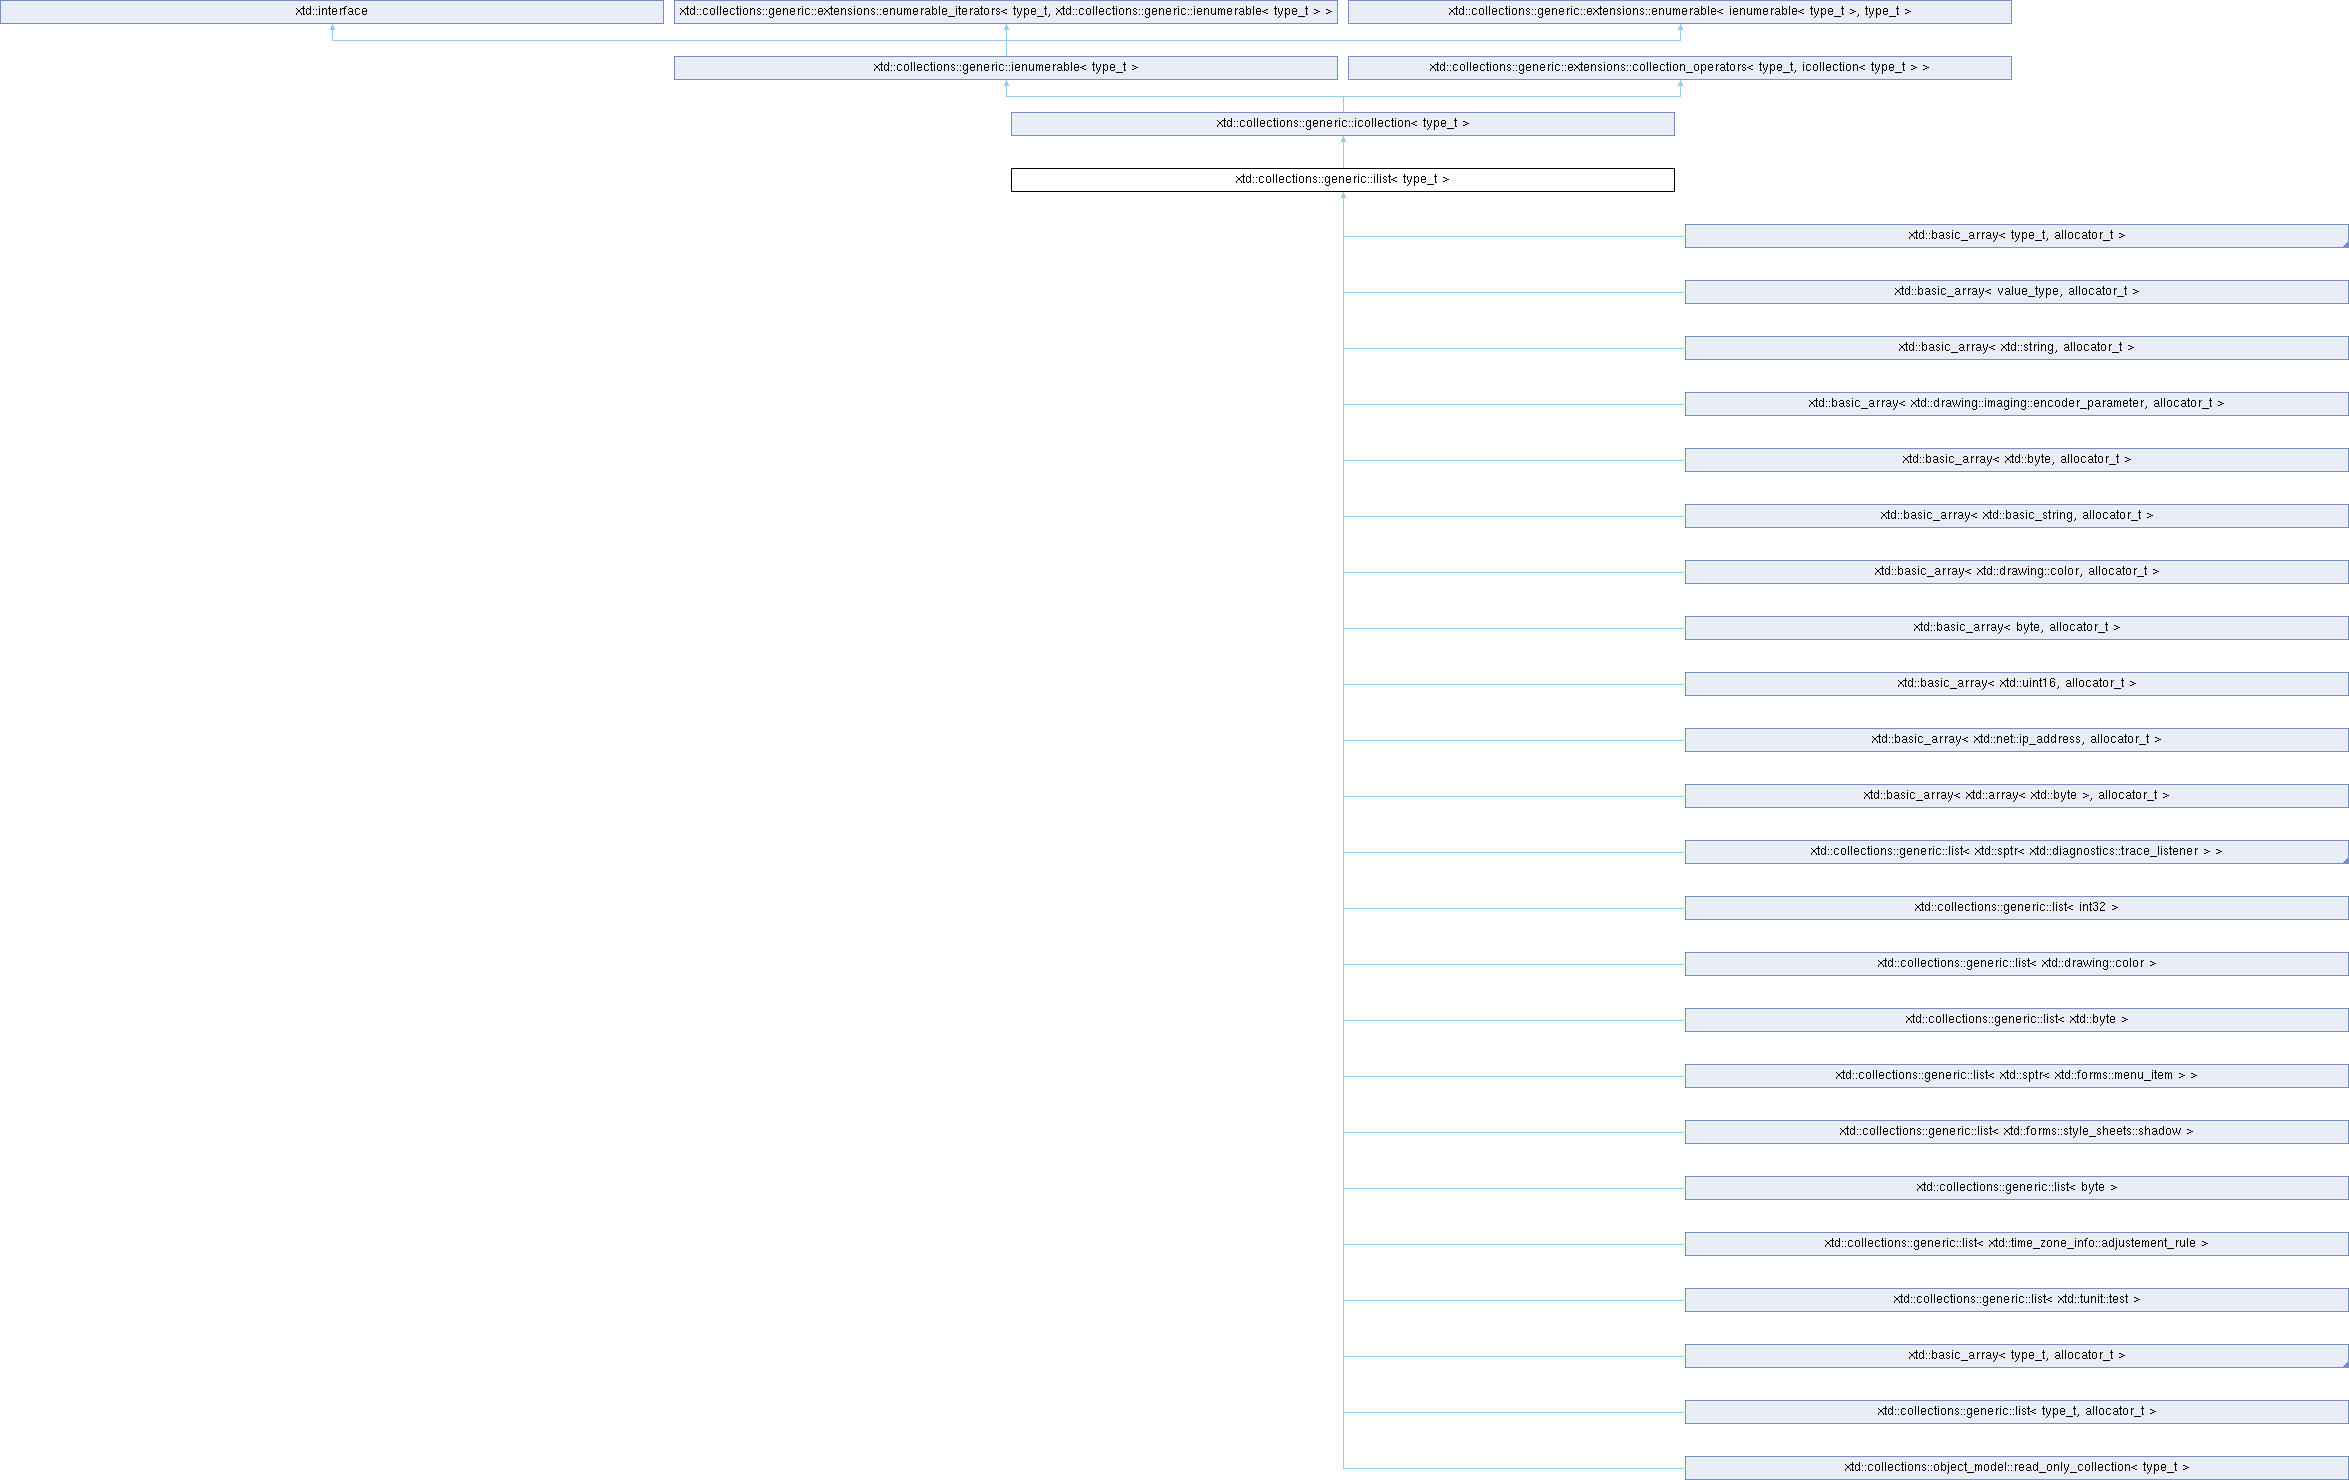 xtd::interface
xtd::collections::generic::extensions::enumerable_iterators< type_t, xtd::collections::generic::ienumerable< type_t > >
xtd::collections::generic::extensions::enumerable< ienumerable< type_t >, type_t >
xtd::collections::generic::ienumerable< type_t >
xtd::collections::generic::extensions::collection_operators< type_t, icollection< type_t > >
xtd::collections::generic::icollection< type_t >
xtd::collections::generic::ilist< type_t >
xtd::basic_array< type_t, allocator_t >
xtd::basic_array< value_type, allocator_t >
xtd::basic_array< xtd::string, allocator_t >
xtd::basic_array< xtd::drawing::imaging::encoder_parameter, allocator_t >
xtd::basic_array< xtd::byte, allocator_t >
xtd::basic_array< xtd::basic_string, allocator_t >
xtd::basic_array< xtd::drawing::color, allocator_t >
xtd::basic_array< byte, allocator_t >
xtd::basic_array< xtd::uint16, allocator_t >
xtd::basic_array< xtd::net::ip_address, allocator_t >
xtd::basic_array< xtd::array< xtd::byte >, allocator_t >
xtd::collections::generic::list< xtd::sptr< xtd::diagnostics::trace_listener > >
xtd::collections::generic::list< int32 >
xtd::collections::generic::list< xtd::drawing::color >
xtd::collections::generic::list< xtd::byte >
xtd::collections::generic::list< xtd::sptr< xtd::forms::menu_item > >
xtd::collections::generic::list< xtd::forms::style_sheets::shadow >
xtd::collections::generic::list< byte >
xtd::collections::generic::list< xtd::time_zone_info::adjustement_rule >
xtd::collections::generic::list< xtd::tunit::test >
xtd::basic_array< type_t, allocator_t >
xtd::collections::generic::list< type_t, allocator_t >
xtd::collections::object_model::read_only_collection< type_t >